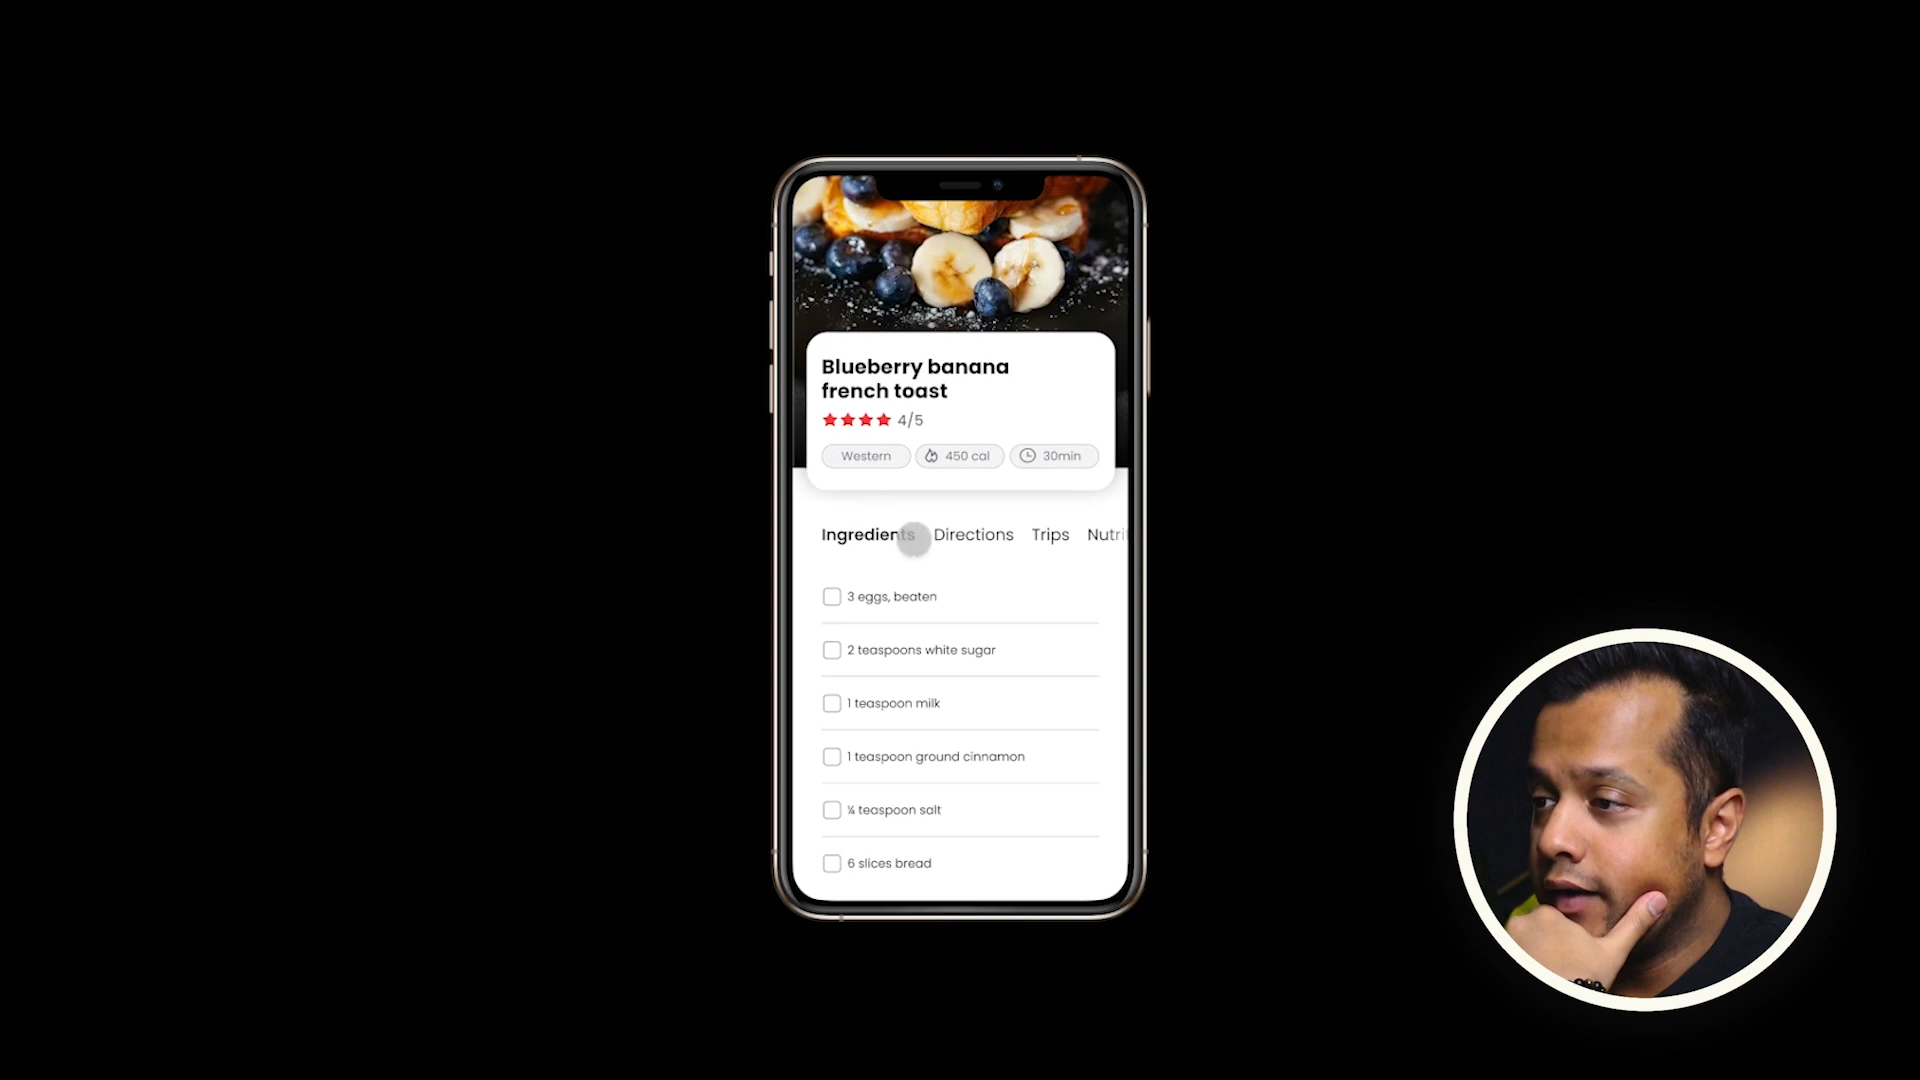 Blueberry banana
french toast
4/5
Western
450 cal
30min
Ingredients Directions Trips Nutri
3 eggs, beaten
2 teaspoons white sugar
1 teaspoon milk
1 teaspoon ground cinnamon
¼ teaspoon salt
6 slices bread